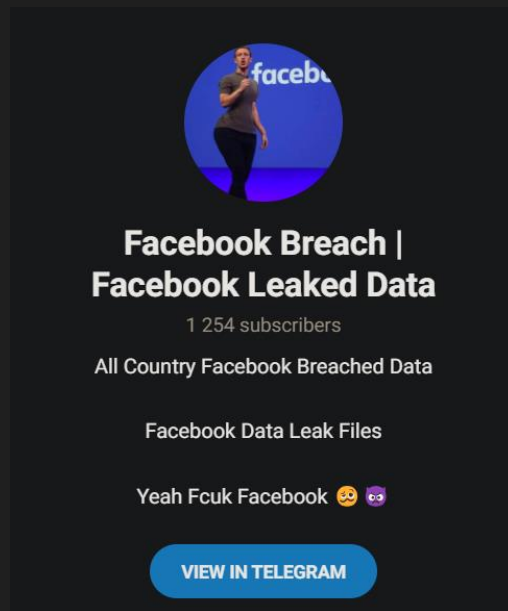 facebo
Facebook Breach |
Facebook Leaked Data
1 254 subscribers
All Country Facebook Breached Data
Facebook Data Leak Files
Yeah Fcuk Facebook 🥴 👿
VIEW IN TELEGRAM